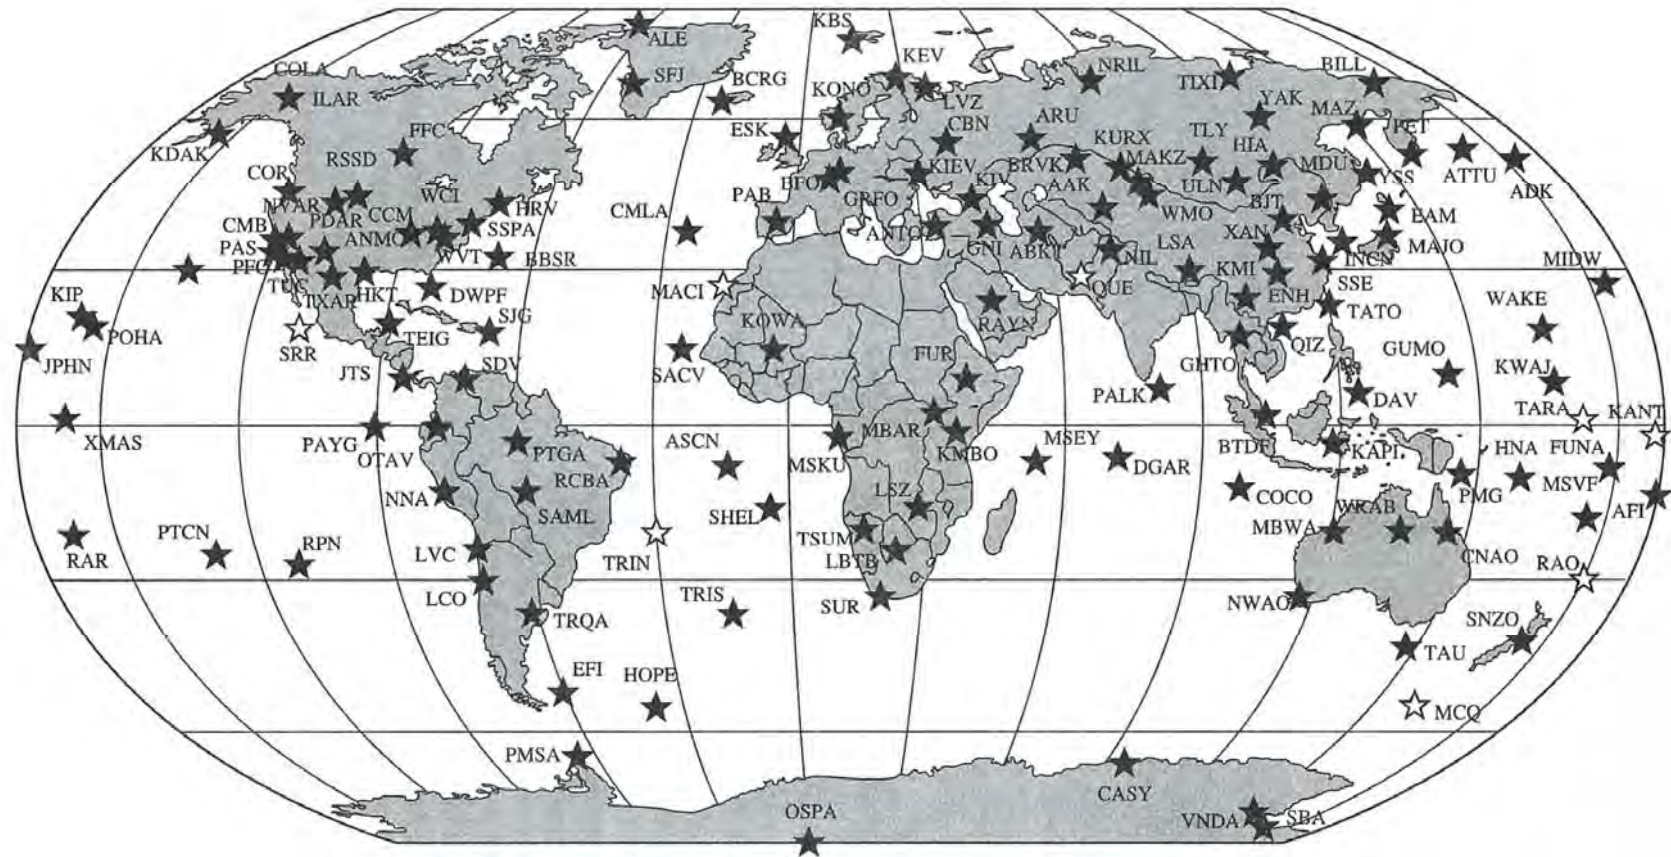 KBS
ALE
KEV
COLA
SFJ
BCRG
NRIL
TIXI
BILL
ILAR
KONO
LVZ
YAK
MAZ
KDAK
FFC
ESK
CBN
ARU
KURX
TLY
HIA
PET
RSSD
BRVK
MAKZ
MDU
COR
WCI
PAB
BFO
KIEV
KIV
AAK
ULN
YSS
ATTU
ADK
NVAR
PDAR
CCM
HRV
CMLA
GRFO
WMO
BJT
EAM
CMB
ANMO
SSPA
ANTO
GNI
ABKT
NIL
LSA
XAN
MAJO
PAS
PFO
WVT
BBSR
INCN
MIDW
TUC
TXAR
HKT
DWPF
MACI
QUE
KMI
ENH
SSE
KIP
POHA
SRR
TEIG
SJG
KOWA
RAYN
TATO
WAKE
JPHN
JTS
SDV
SACV
FUR
GHTO
QIZ
GUMO
PALK
DAV
KWAJ
XMAS
PAYG
OTAV
PTGA
ASCN
MSKU
MBAR
KMBO
MSEY
DGAR
BTDF
KAPI
TARA
KANT
HNA
FUNA
NNA
RCBA
SAML
SHEL
LSZ
COCO
PMG
MSVF
AFI
RAR
PTCN
RPN
LVC
TRIN
TSUM
LBTB
MBWA
WRAB
CNAO
RAO
LCO
TRIS
SUR
NWAO
SNZO
TRQA
TAU
EFI
HOPE
MCQ
PMSA
CASY
OSPA
VNDA
SBA